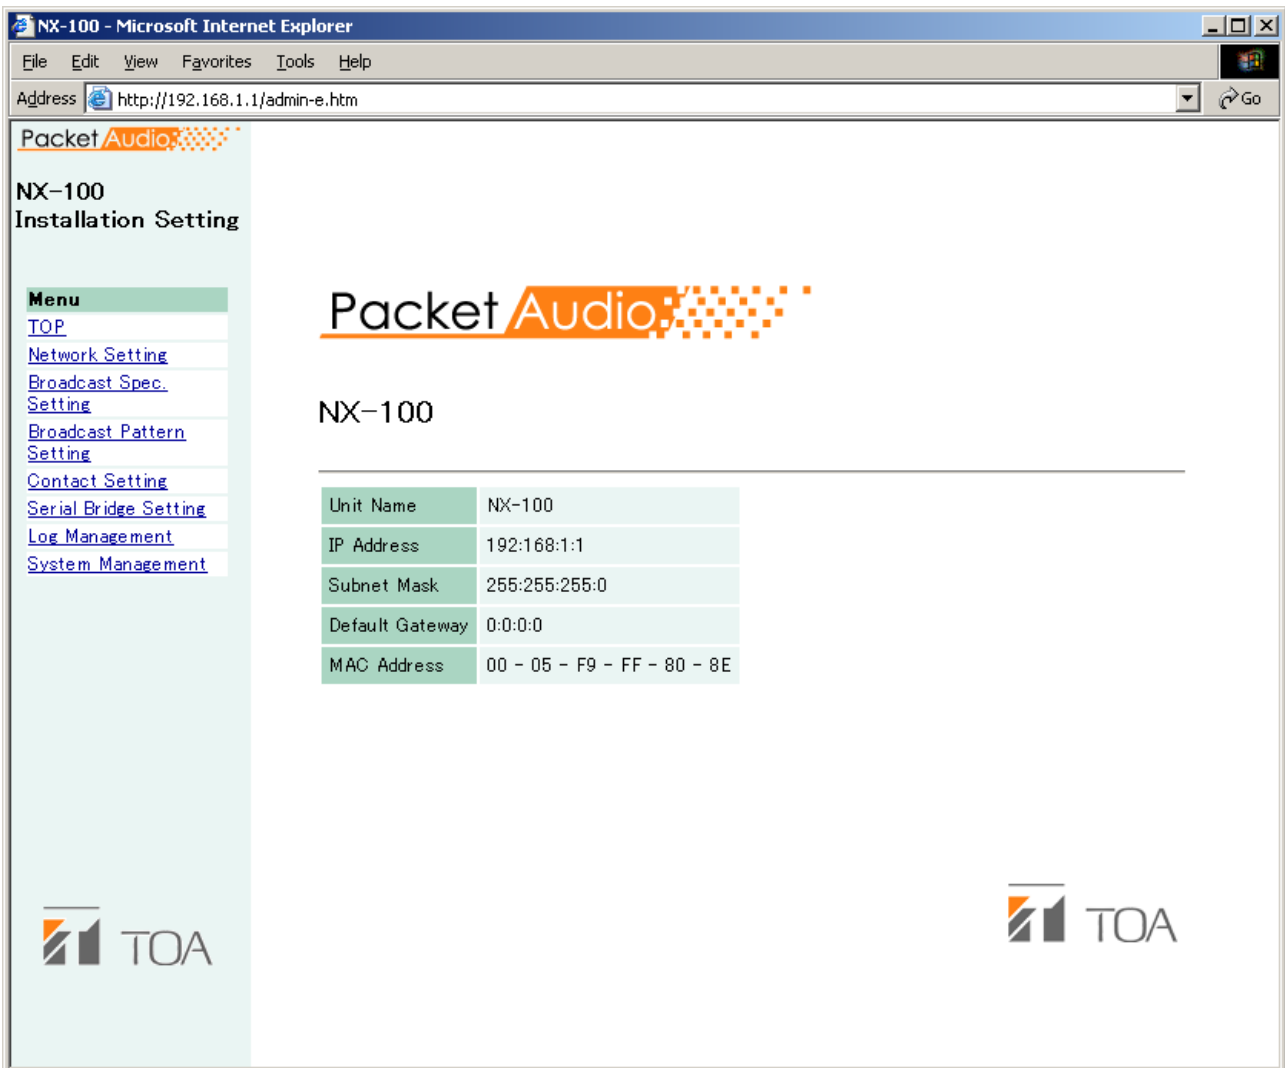 NX-100 - Microsoft Internet Explorer
File Edit View Favorites Tools Help
Address http://192.168.1.1/admin-e.htm Go
Packet Audio
NX-100
Installation Setting
Menu
TOP
Network Setting
Broadcast Spec.
Setting
Broadcast Pattern
Setting
Contact Setting
Serial Bridge Setting
Log Management
System Management
TOA
Packet Audio
NX-100
Unit Name NX-100
IP Address 192:168:1:1
Subnet Mask 255:255:255:0
Default Gateway 0:0:0:0
MAC Address 00 - 05 - F9 - FF - 80 - 8E
TOA